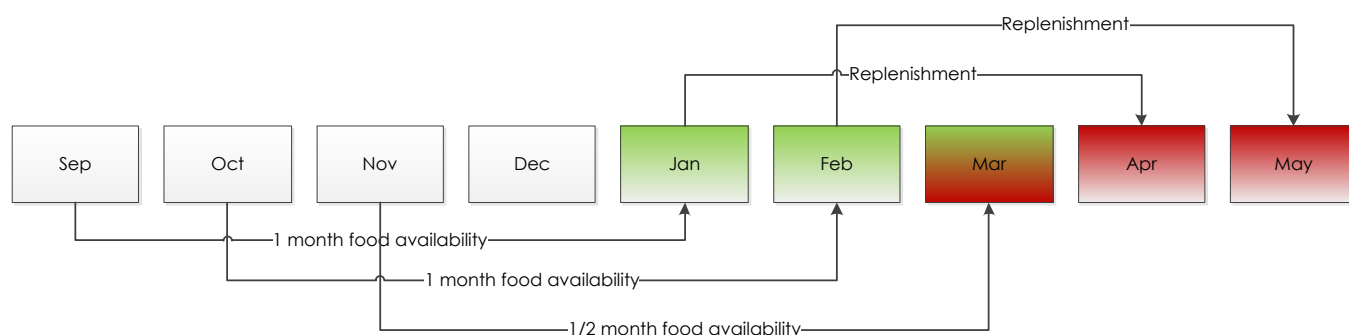 Replenishment
Replenishment
Sep
Oct
Nov
Dec
Jan
Feb
Mar
Apr
May
1 month food availability
1 month food availability
1/2 month food availability